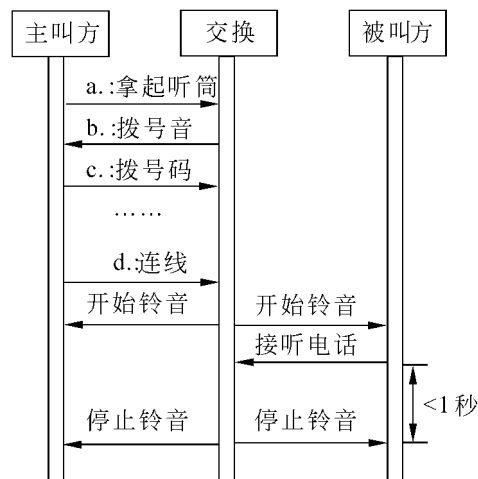 主叫方
交换
被叫方
a.:拿起听筒
b.:拨号音
c.:拨号码
……
d.:连线
开始铃音
开始铃音
接听电话
<1秒
停止铃音
停止铃音